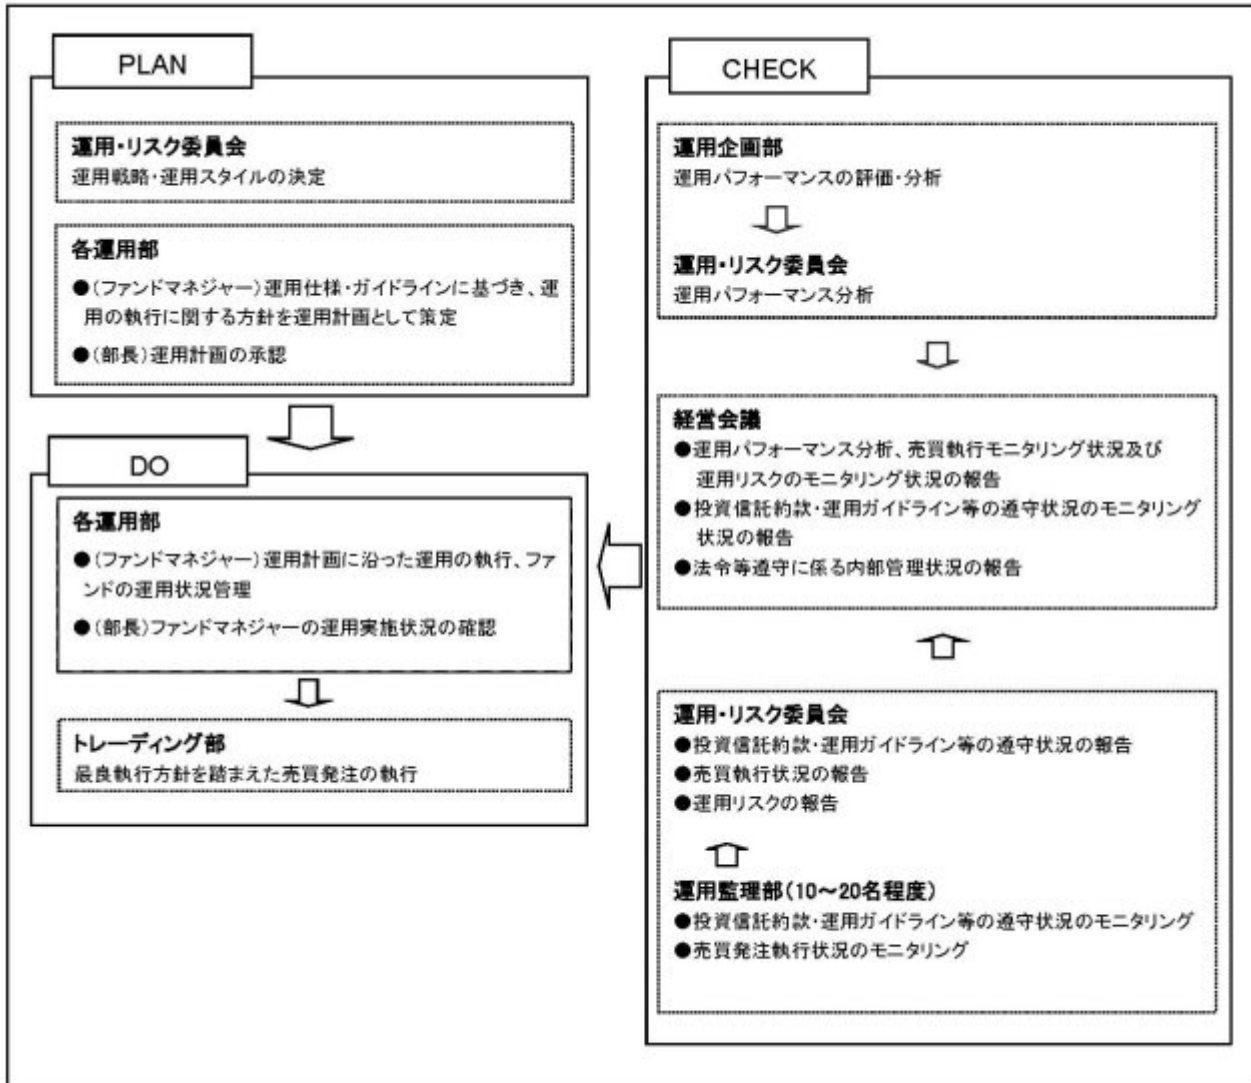 PLAN
運用・リスク委員会
運用戦略・運用スタイルの決定
各運用部
●(ファンドマネジャー)運用仕様・ガイドラインに基づき、運
用の執行に関する方針を運用計画として策定
●(部長)運用計画の承認
DO
各運用部
●(ファンドマネジャー)運用計画に沿った運用の執行、ファ
ンドの運用状況管理
●(部長)ファンドマネジャーの運用実施状況の確認
トレーディング部
最良執行方針を踏まえた売買発注の執行
CHECK
運用企画部
運用パフォーマンスの評価・分析
運用・リスク委員会
運用パフォーマンス分析
経営会議
●運用パフォーマンス分析、売買執行モニタリング状況及び
運用リスクのモニタリング状況の報告
●投資信託約款・運用ガイドライン等の遵守状況のモニタリング
状況の報告
●法令等遵守に係る内部管理状況の報告
運用・リスク委員会
●投資信託約款・運用ガイドライン等の遵守状況の報告
●売買執行状況の報告
●運用リスクの報告
運用監理部(10～20名程度)
●投資信託約款・運用ガイドライン等の遵守状況のモニタリング
●売買発注執行状況のモニタリング